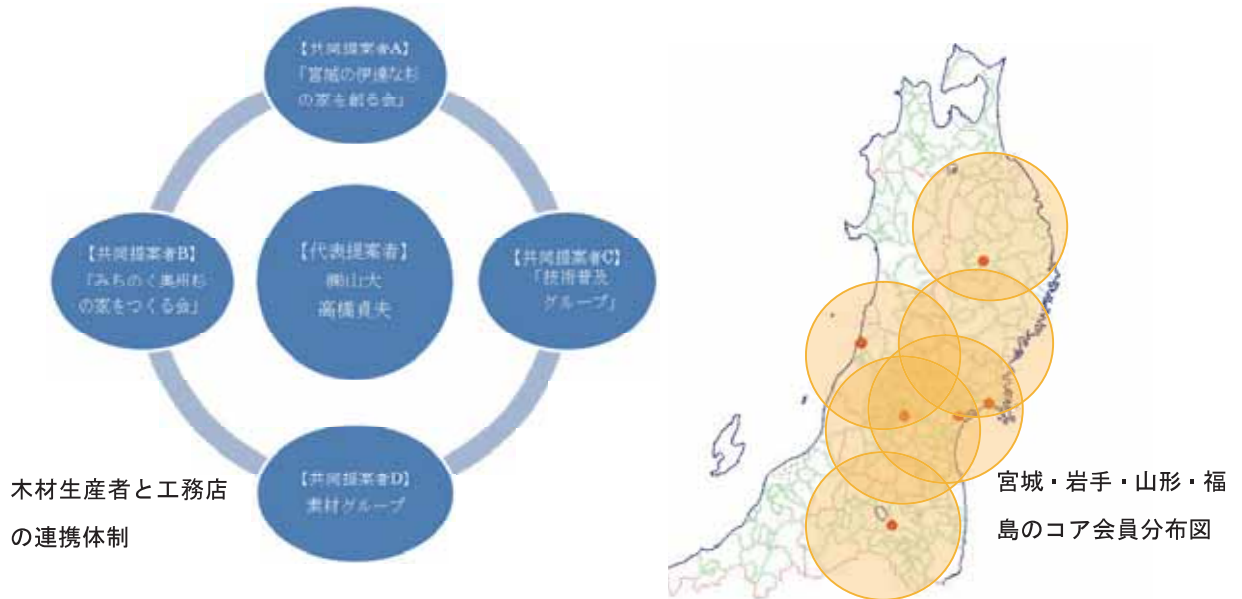 【共同提案者A】
「宮城の伊達な杉
の家を創る会」
【共同提案者B】
「みちのく奥州杉
の家をつくる会」
【代表提案者】
㈱山大
高橋貞夫
【共同提案者C】
「技術普及
グループ」
【共同提案者D】
素材グループ
木材生産者と工務店
の連携体制
宮城・岩手・山形・福
島のコア会員分布図